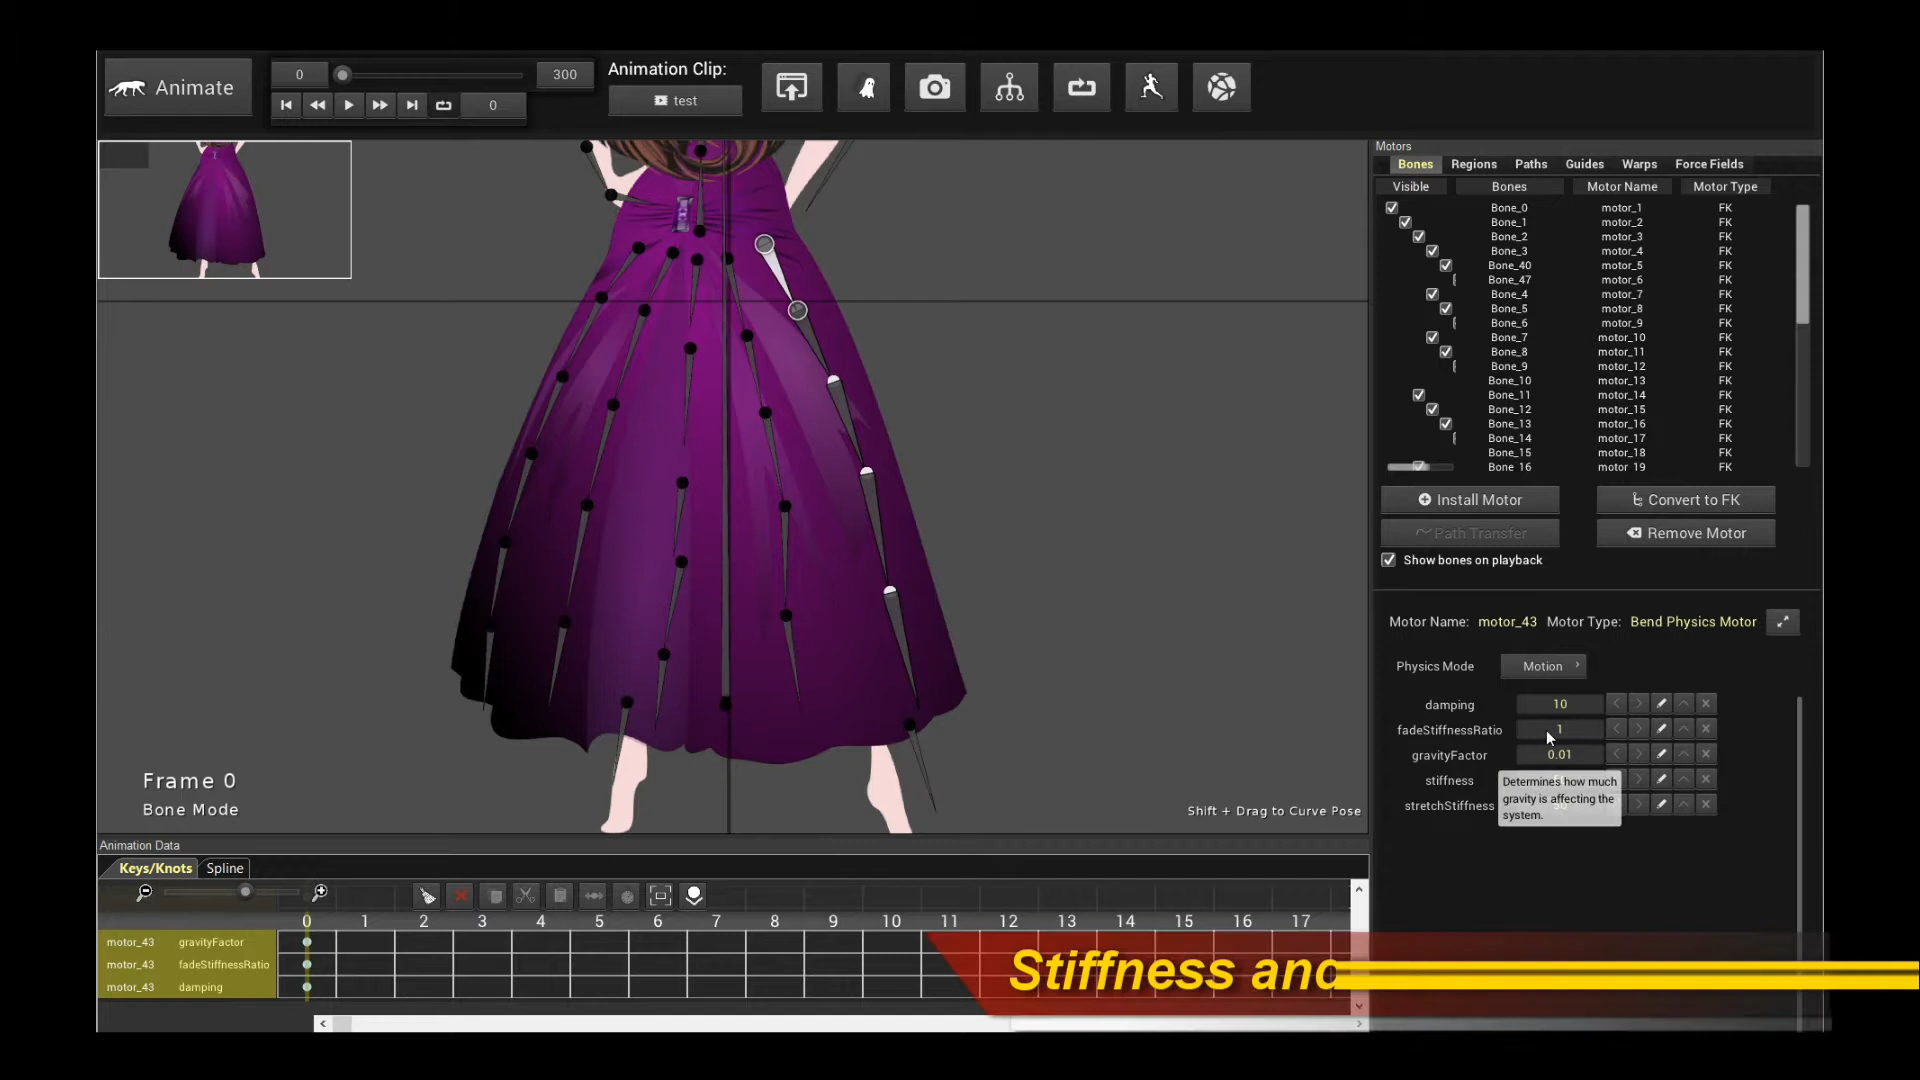 Animate
0
300
0
Animation Clip:
test
Motors
Bones Regions Paths Guides Warps Force Fields
Visible Bones Motor Name Motor Type
Bone_0 motor_1 FK
Bone_1 motor_2 FK
Bone_2 motor_3 FK
Bone_3 motor_4 FK
Bone_40 motor_5 FK
Bone_47 motor_6 FK
Bone_4 motor_7 FK
Bone_5 motor_8 FK
Bone_6 motor_9 FK
Bone_7 motor_10 FK
Bone_8 motor_11 FK
Bone_9 motor_12 FK
Bone_10 motor_13 FK
Bone_11 motor_14 FK
Bone_12 motor_15 FK
Bone_13 motor_16 FK
Bone_14 motor_17 FK
Bone_15 motor_18 FK
Bone_16 motor_19 FK
Install Motor Convert to FK
Path Transfer Remove Motor
Show bones on playback
Motor Name: motor_43 Motor Type: Bend Physics Motor
Physics Mode Motion
damping 10
fadeStiffnessRatio 1
gravityFactor 0.01
stiffness
stretchStiffness
Determines how much
gravity is affecting the
system.
Frame 0
Bone Mode
Shift + Drag to Curve Pose
Animation Data
Keys/Knots Spline
0 1 2 3 4 5 6 7 8 9 10 11 12 13 14 15 16 17
motor_43 gravityFactor
motor_43 fadeStiffnessRatio
motor_43 damping
Stiffness and